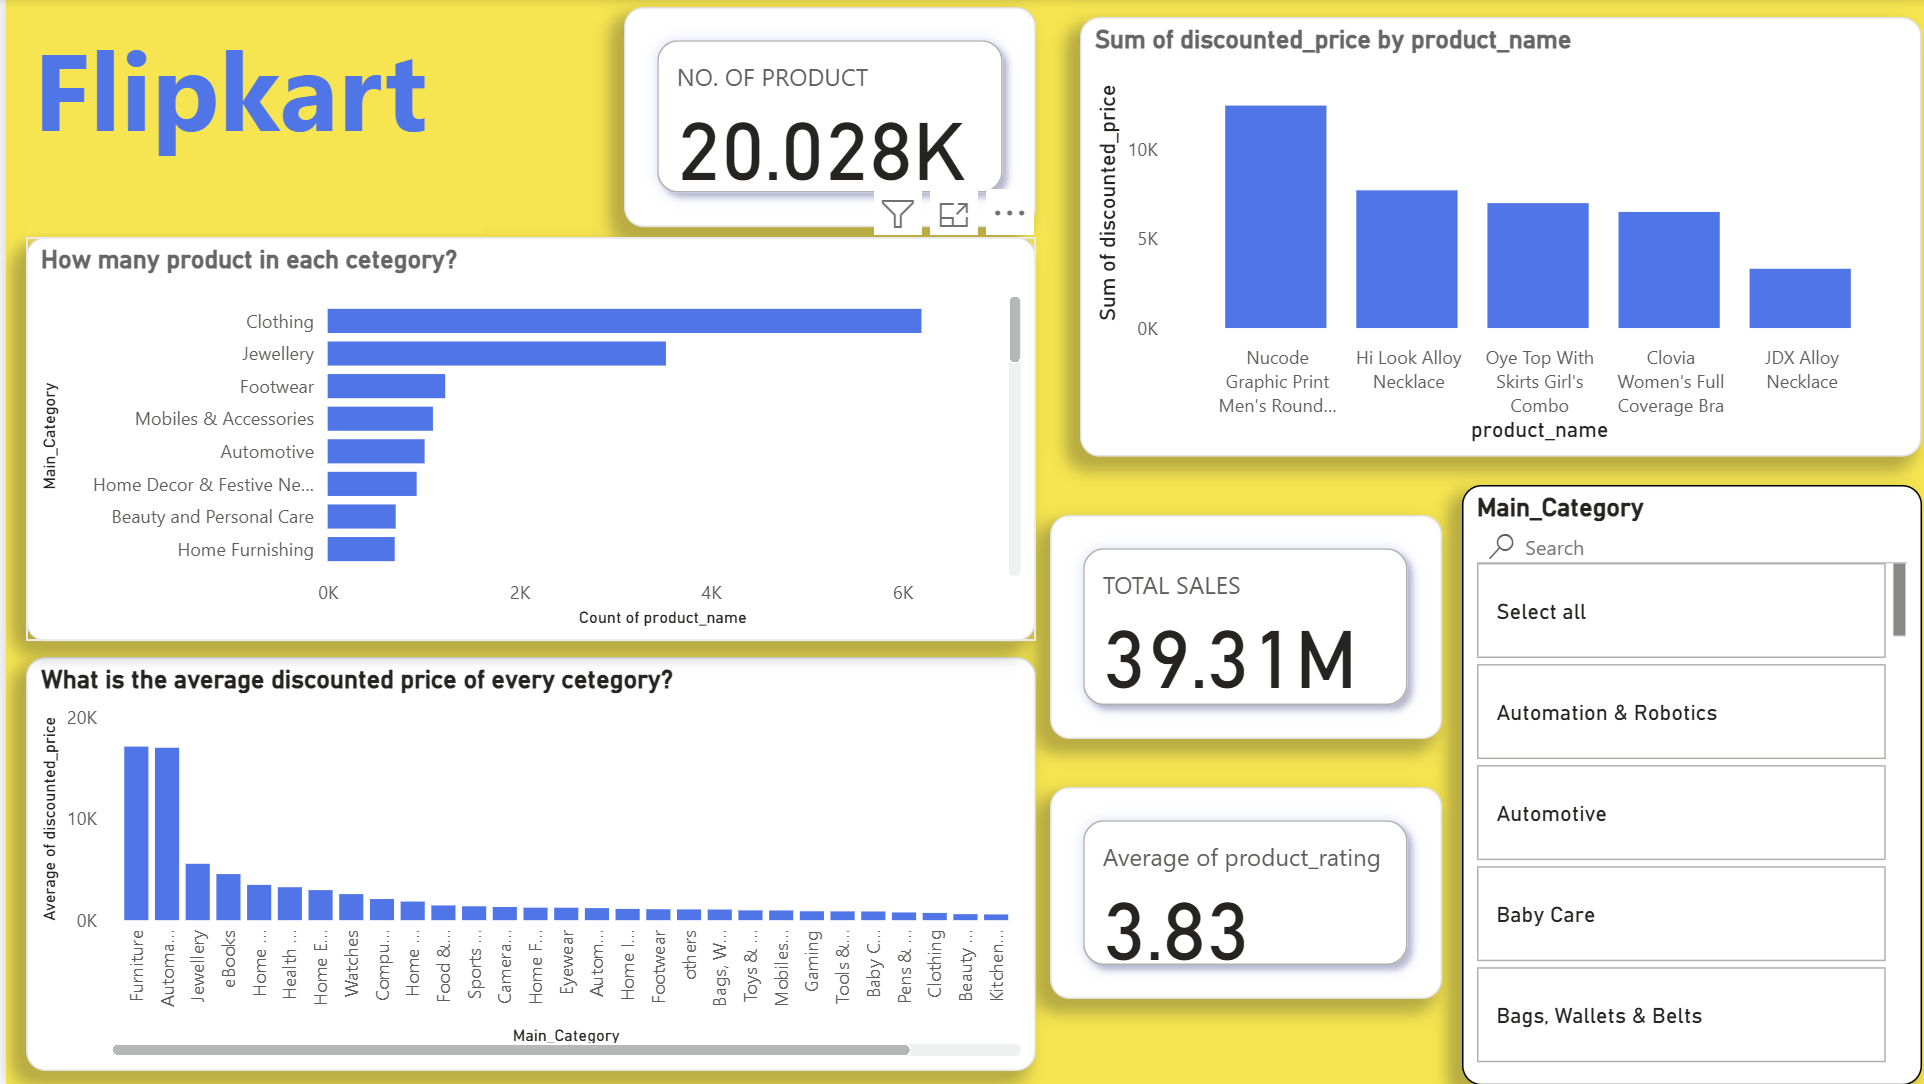 Flipkart
NO. OF PRODUCT
20.028K
How many product in each cetegory?
Main_Category
Clothing
Jewellery
Footwear
Mobiles & Accessories
Automotive
Home Decor & Festive Ne...
Beauty and Personal Care
Home Furnishing
0K 2K 4K 6K
Count of product_name
What is the average discounted price of every cetegory?
Average of discounted_price
20K
10K
0K
Furniture
Automa...
Jewellery
eBooks
Home ...
Health ...
Home E...
Watches
Compu...
Home ...
Food &...
Sports ...
Camera...
Home F...
Eyewear
Autom...
Home I...
Footwear
others
Bags, W...
Toys & ...
Mobiles...
Gaming
Tools &...
Baby C...
Pens & ...
Clothing
Beauty ...
Kitchen...
Main_Category
Sum of discounted_price by product_name
Sum of discounted_price
10K
5K
0K
Nucode
Graphic Print
Men's Round...
Hi Look Alloy
Necklace
Oye Top With
Skirts Girl's
Combo
Clovia
Women's Full
Coverage Bra
JDX Alloy
Necklace
product_name
TOTAL SALES
39.31M
Average of product_rating
3.83
Main_Category
Search
Select all
Automation & Robotics
Automotive
Baby Care
Bags, Wallets & Belts